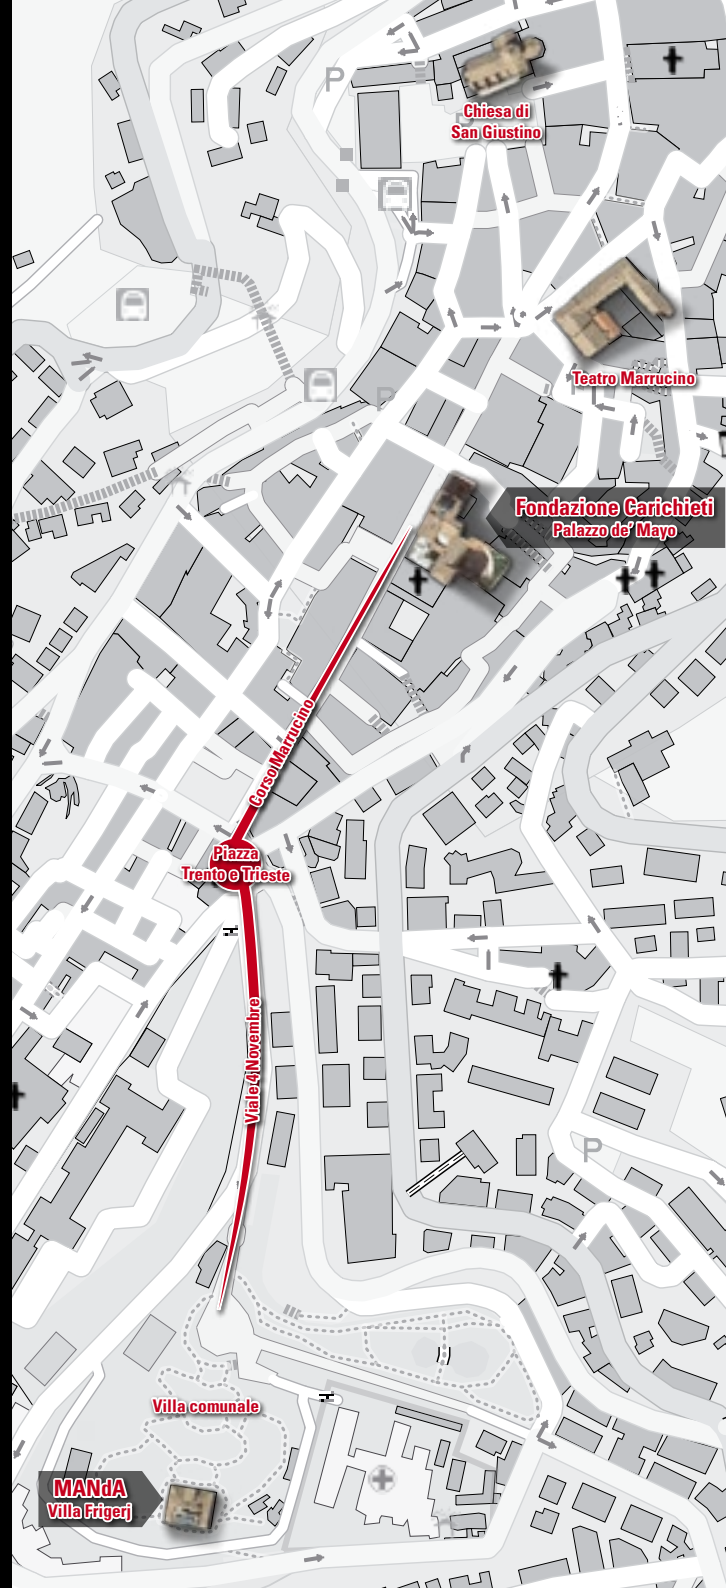 P
Chiesa di
San Giustino
Teatro Marrucino
P
Fondazione Carichieti
Palazzo de' Mayo
Corso Marrucino
Piazza
Trento e Trieste
Viale 4 Novembre
P
Villa comunale
MANdA
Villa Frigerj